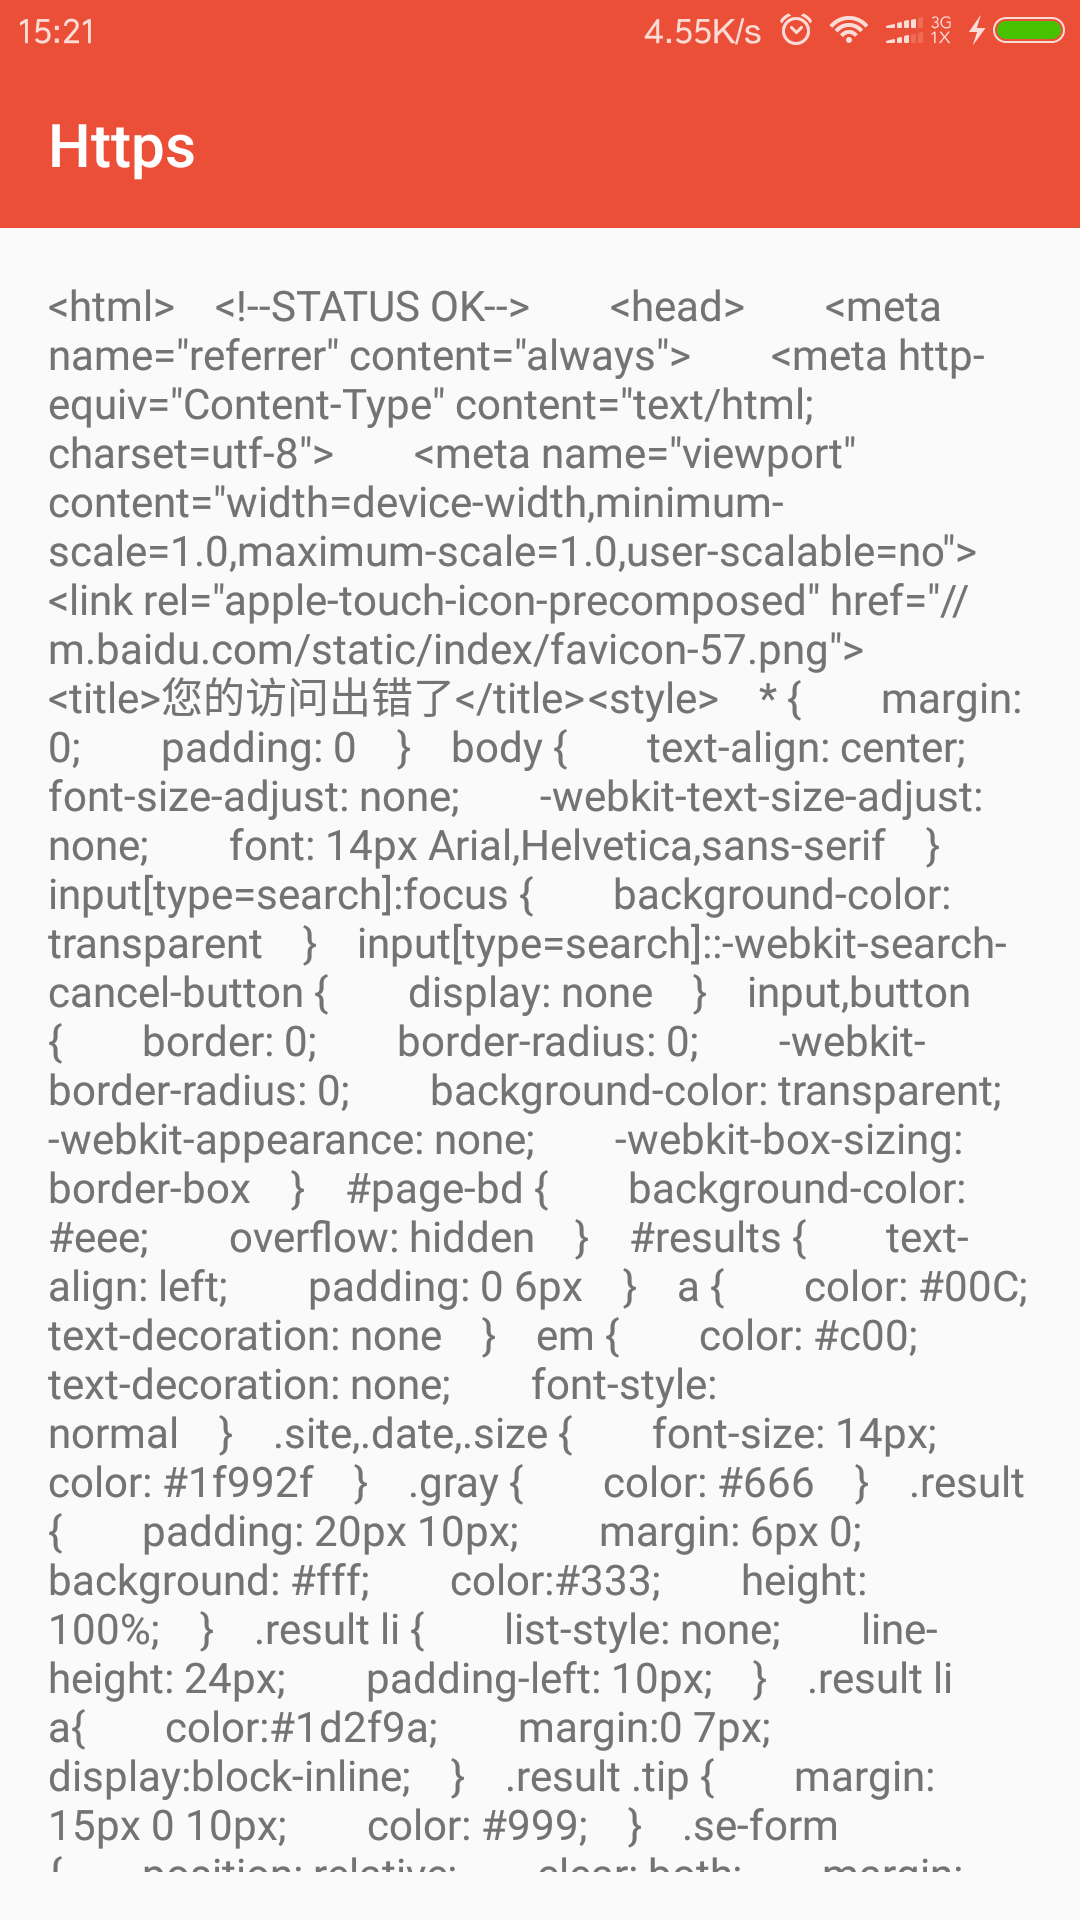 15:21 4.55K/s 3G 1X
Https
<html> <!--STATUS OK--> <head> <meta
name="referrer" content="always"> <meta http-
equiv="Content-Type" content="text/html;
charset=utf-8"> <meta name="viewport"
content="width=device-width,minimum-
scale=1.0,maximum-scale=1.0,user-scalable=no">
<link rel="apple-touch-icon-precomposed" href="//
m.baidu.com/static/index/favicon-57.png">
<title>您的访问出错了</title><style> * { margin:
0; padding: 0 } body { text-align: center;
font-size-adjust: none; -webkit-text-size-adjust:
none; font: 14px Arial,Helvetica,sans-serif }
input[type=search]:focus { background-color:
transparent } input[type=search]::-webkit-search-
cancel-button { display: none } input,button
{ border: 0; border-radius: 0; -webkit-
border-radius: 0; background-color: transparent;
-webkit-appearance: none; -webkit-box-sizing:
border-box } #page-bd { background-color:
#eee; overflow: hidden } #results { text-
align: left; padding: 0 6px } a { color: #00C;
text-decoration: none } em { color: #c00;
text-decoration: none; font-style:
normal } .site,.date,.size { font-size: 14px;
color: #1f992f } .gray { color: #666 } .result
{ padding: 20px 10px; margin: 6px 0;
background: #fff; color:#333; height:
100%; } .result li { list-style: none; line-
height: 24px; padding-left: 10px; } .result li
a{ color:#1d2f9a; margin:0 7px;
display:block-inline; } .result .tip { margin:
15px 0 10px; color: #999; } .se-form
{ position: relative; clear: both; margin: